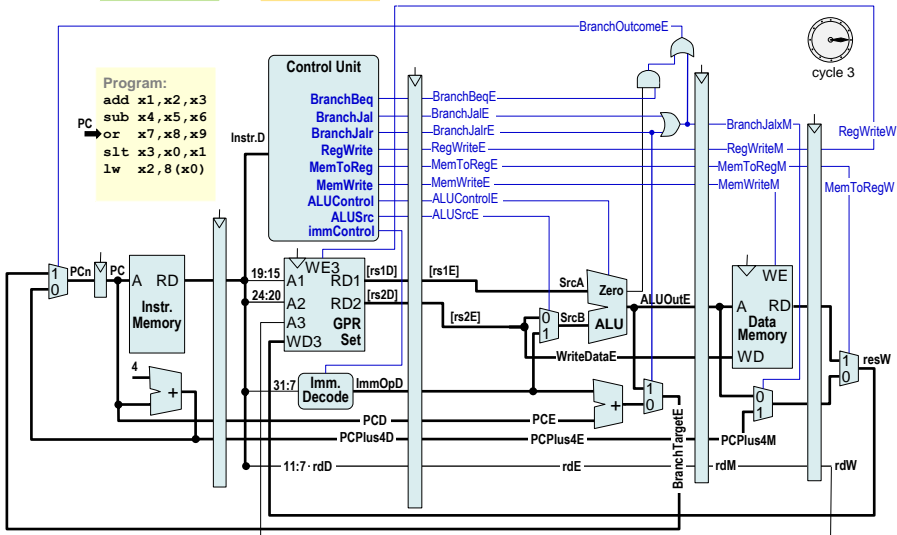 BranchOutcomeE
cycle 3
Program:
add x1,x2,x3
sub x4,x5,x6
or x7,x8,x9
slt x3,x0,x1
lw x2,8(x0)
PC
Control Unit
BranchBeq
BranchJal
BranchJalr
RegWrite
MemToReg
MemWrite
ALUControl
ALUSrc
immControl
Instr.D
BranchBeqE
BranchJalE
BranchJalrE
RegWriteE
MemToRegE
MemWriteE
ALUControlE
ALUSrcE
BranchJalxM
RegWriteM
MemToRegM
MemWriteM
RegWriteW
MemToRegW
1
0
PCn
PC
A RD
Instr.
Memory
4
+
19:15
24:20
31:7
WE3
A1 RD1
A2 RD2
A3 GPR
WD3 Set
[rs1D]
[rs2D]
[rs1E]
[rs2E]
Imm.
Decode
ImmOpD
0
1
SrcA
SrcB
Zero
ALU
ALUOutE
WriteDataE
+
1
0
BranchTargetE
WE
A RD
Data
Memory
WD
0
1
1
0
resW
PCD
PCE
PCPlus4D
PCPlus4E
PCPlus4M
11:7
rdD
rdE
rdM
rdW